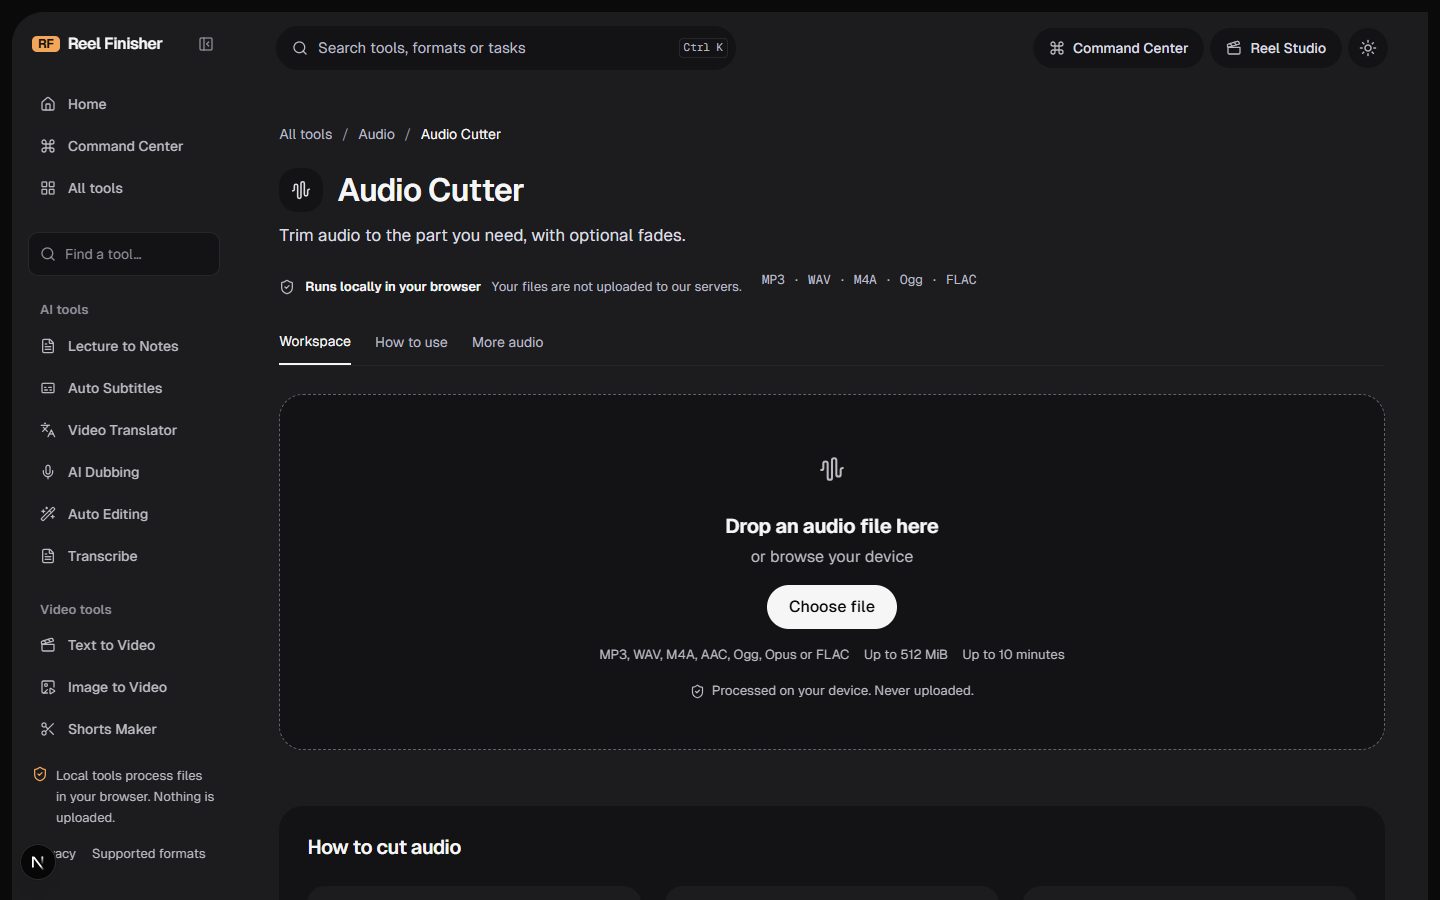 RF Reel Finisher
Search tools, formats or tasks
Ctrl K
Command Center
Reel Studio
Home
Command Center
All tools
Find a tool...
AI tools
Lecture to Notes
Auto Subtitles
Video Translator
AI Dubbing
Auto Editing
Transcribe
Video tools
Text to Video
Image to Video
Shorts Maker
Local tools process files
in your browser. Nothing is
uploaded.
N
acy
Supported formats
All tools / Audio / Audio Cutter
Audio Cutter
Trim audio to the part you need, with optional fades.
Runs locally in your browser Your files are not uploaded to our servers.
MP3 · WAV · M4A · Ogg · FLAC
Workspace
How to use
More audio
Drop an audio file here
or browse your device
Choose file
MP3, WAV, M4A, AAC, Ogg, Opus or FLAC Up to 512 MiB Up to 10 minutes
Processed on your device. Never uploaded.
How to cut audio